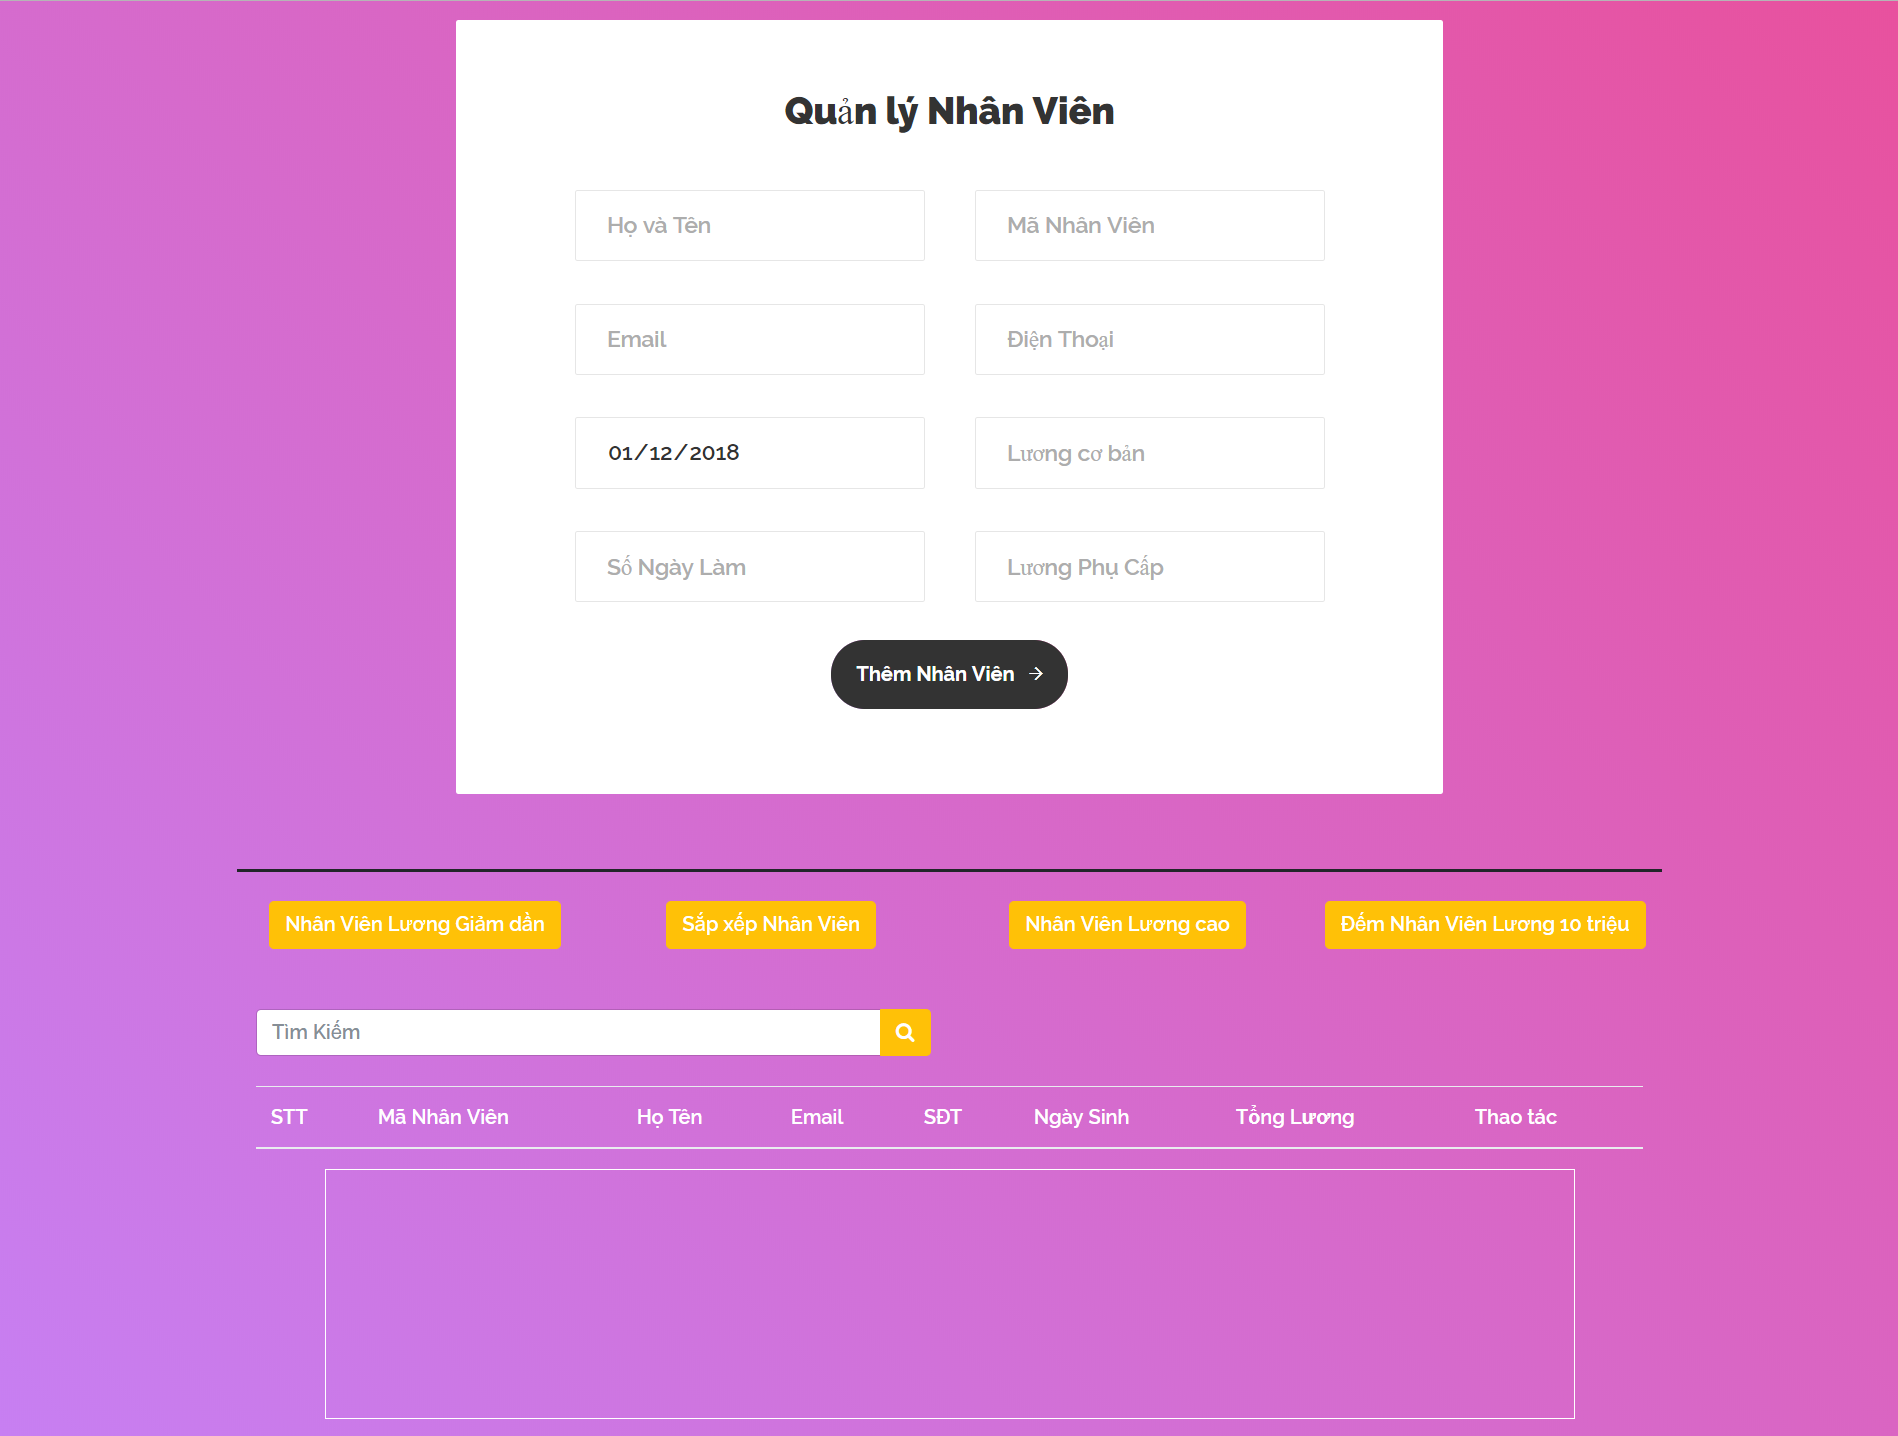 Quản lý Nhân Viên
Họ và Tên
Mã Nhân Viên
Email
Điện Thoại
01/12/2018
Lương cơ bản
Số Ngày Làm
Lương Phụ Cấp
Thêm Nhân Viên →
Nhân Viên Lương Giảm dần
Sắp xếp Nhân Viên
Nhân Viên Lương cao
Đếm Nhân Viên Lương 10 triệu
Tìm Kiếm
STT Mã Nhân Viên Họ Tên Email SĐT Ngày Sinh Tổng Lương Thao tác